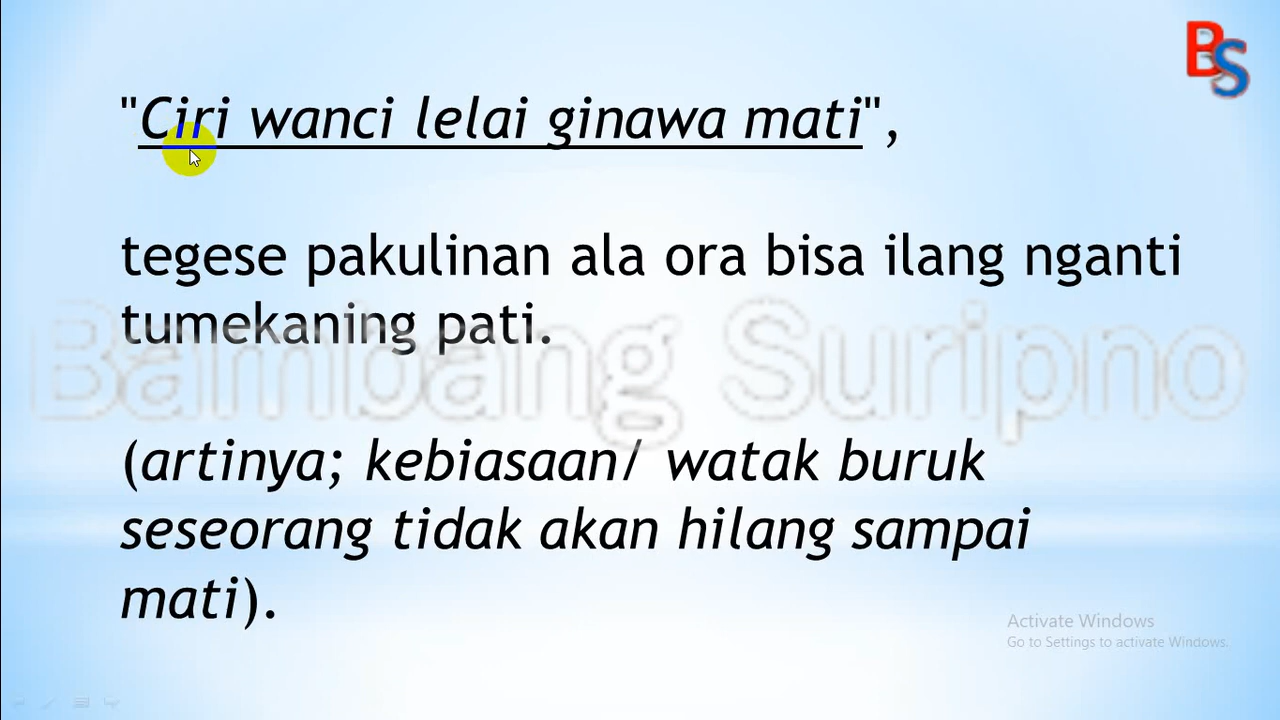 BS
"Ciri wanci lelai ginawa mati",
tegese pakulinan ala ora bisa ilang nganti
tumekaning pati.
Bambang Suripno
(artinya; kebiasaan/ watak buruk
seseorang tidak akan hilang sampai
mati).
Activate Windows
Go to Settings to activate Windows.